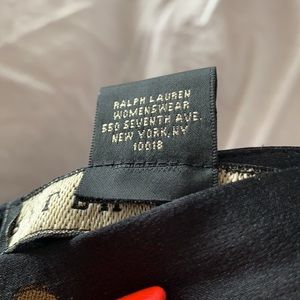 RALPH LAUREN
WOMENSWEAR
550 SEVENTH AVE.
NEW YORK, NY
10018